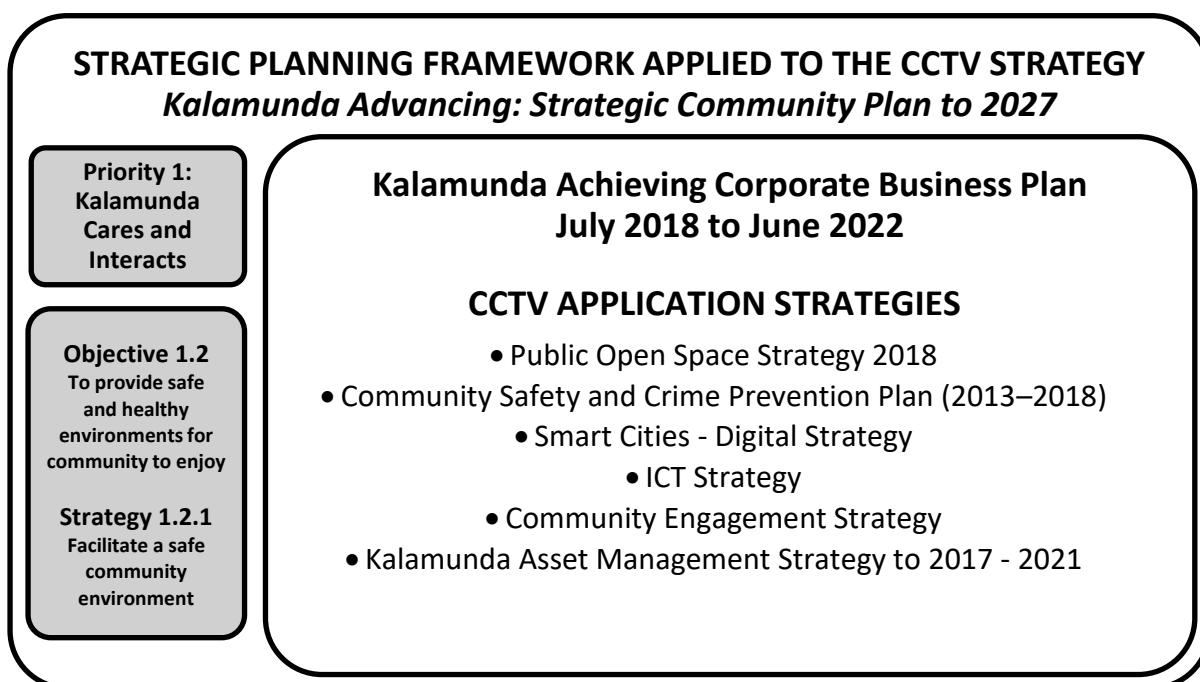 STRATEGIC PLANNING FRAMEWORK APPLIED TO THE CCTV STRATEGY
Kalamunda Advancing: Strategic Community Plan to 2027
Priority 1:
Kalamunda
Cares and
Interacts
Objective 1.2
To provide safe
and healthy
environments for
community to enjoy
Strategy 1.2.1
Facilitate a safe
community
environment
Kalamunda Achieving Corporate Business Plan
July 2018 to June 2022
CCTV APPLICATION STRATEGIES
• Public Open Space Strategy 2018
• Community Safety and Crime Prevention Plan (2013–2018)
• Smart Cities - Digital Strategy
• ICT Strategy
• Community Engagement Strategy
• Kalamunda Asset Management Strategy to 2017 - 2021